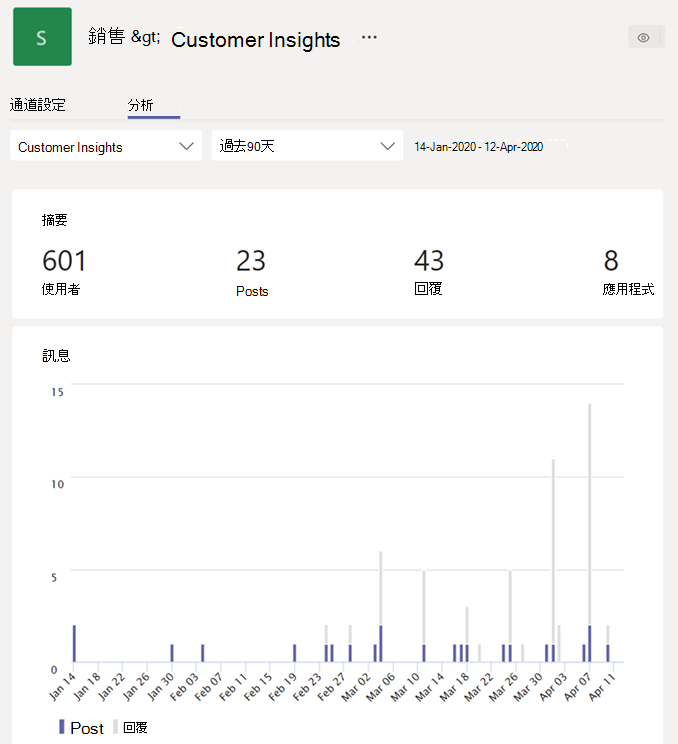 S
銷售 &gt; Customer Insights ...
通道設定 分析
Customer Insights 過去90天 14-Jan-2020 - 12-Apr-2020
摘要
601 23 43 8
使用者 Posts 回覆 應用程式
訊息
15
10
5
0
Jan 14 Jan 18 Jan 22 Jan 26 Jan 30 Feb 03 Feb 07 Feb 11 Feb 15 Feb 19 Feb 23 Feb 27 Mar 02 Mar 06 Mar 10 Mar 14 Mar 18 Mar 22 Mar 26 Mar 30 Apr 03 Apr 07 Apr 11
Post 回覆